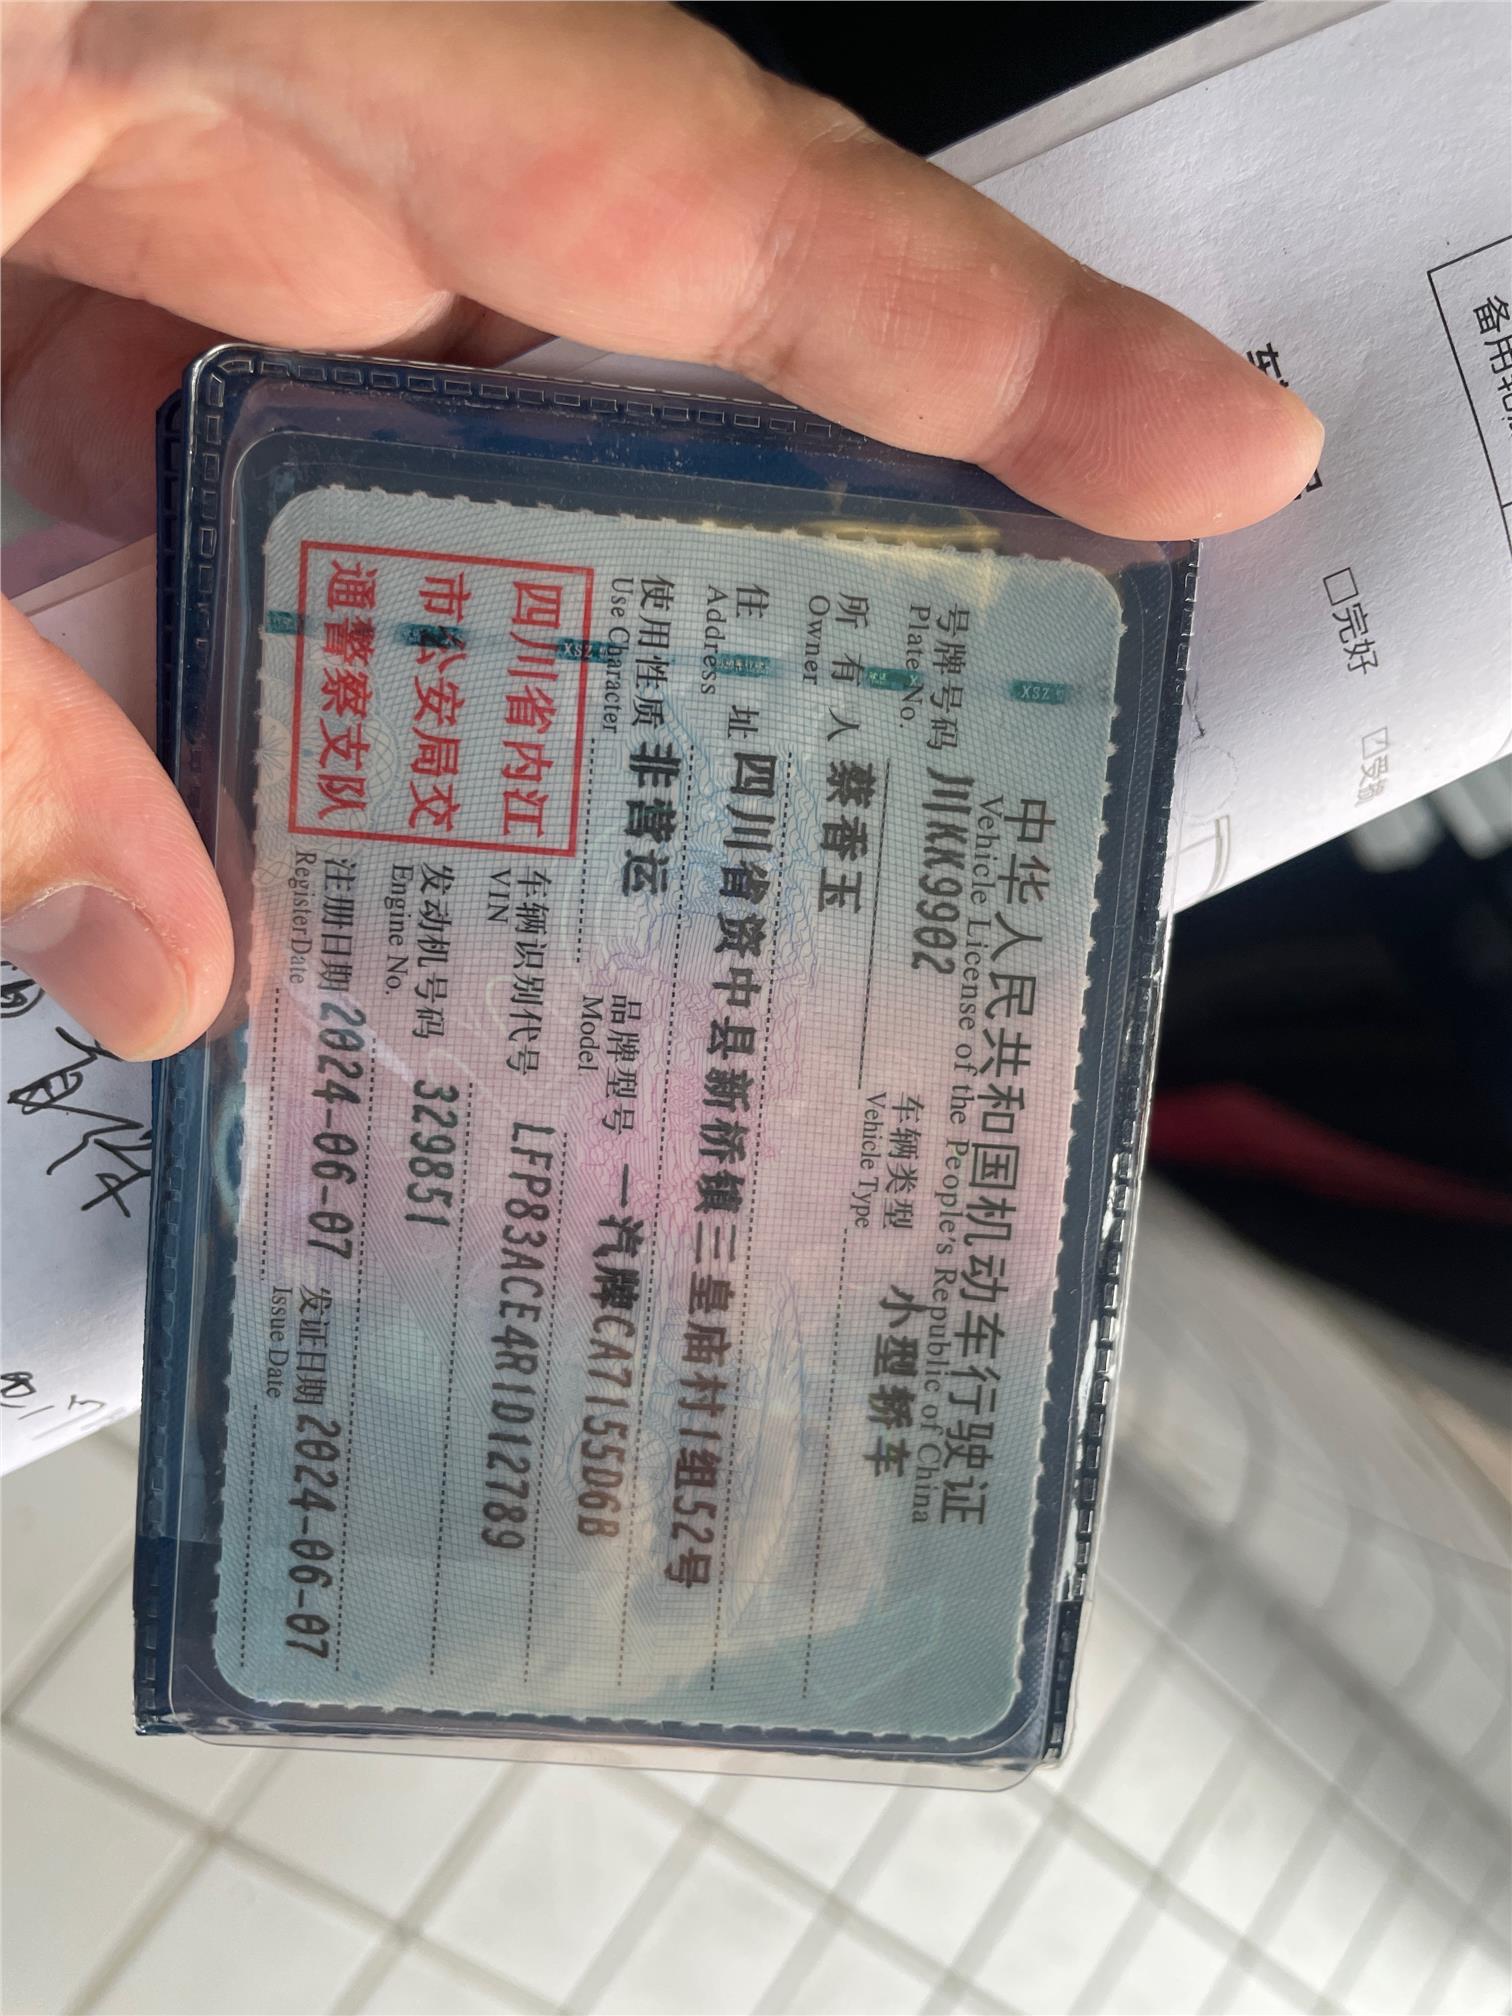 中华人民共和国机动车行驶证
Vehicle License of the People's Republic of China
号牌号码 川KK9902 车辆类型 小型轿车
Plate No. Vehicle Type
所有人 蔡香玉
Owner
住址 四川省资中县新桥镇三皇庙村1组52号
Address
使用性质 非营运 品牌型号 一汽牌CA7155D6B
Use Character Model
四川省内江
市公安局交
通警察支队
车辆识别代号 LFP83ACE4R1D12789
VIN
发动机号码 329851
Engine No.
注册日期 2024-06-07 发证日期 2024-06-07
Register Date Issue Date
XSZ
XSZ
备用
□完好
☑受损